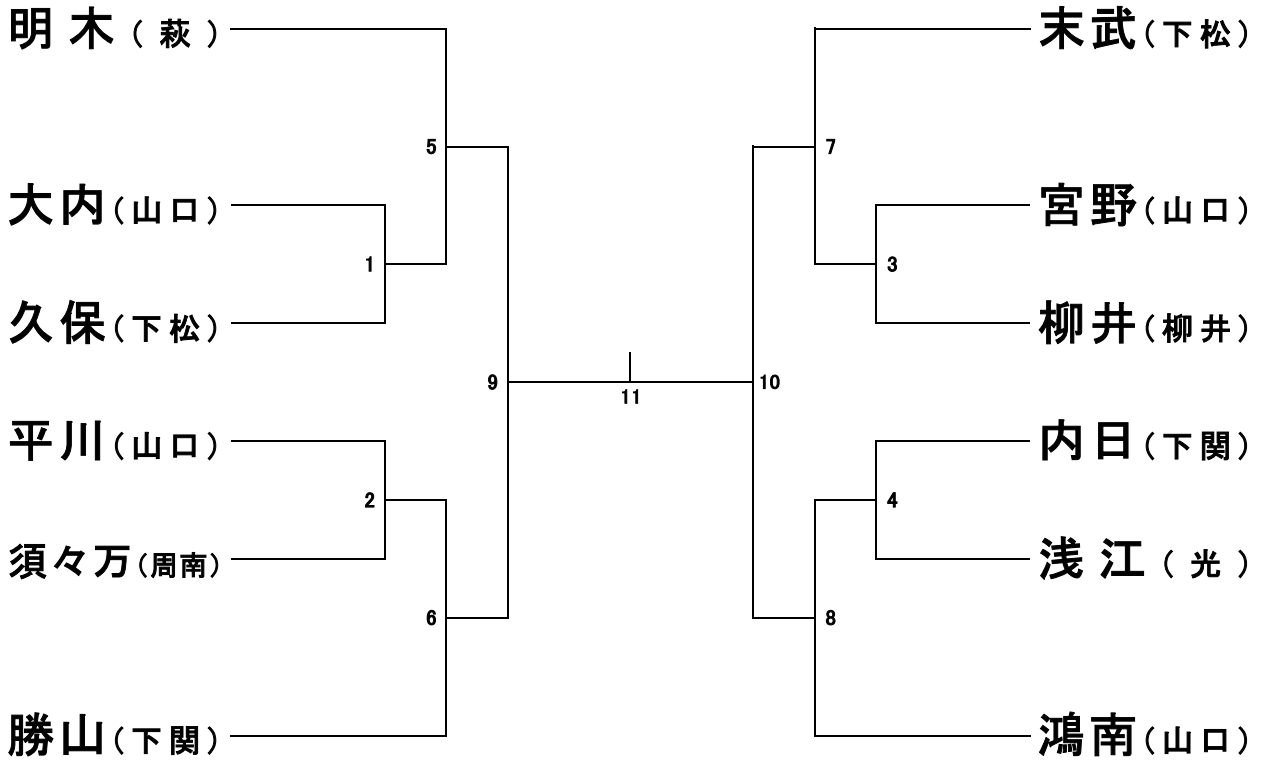 明木(萩)
5
大内(山口)
1
久保(下松)
9
平川(山口)
2
須々万(周南)
6
勝山(下関)
11
末武(下松)
7
宮野(山口)
3
柳井(柳井)
10
内日(下関)
4
浅江(光)
8
鴻南(山口)